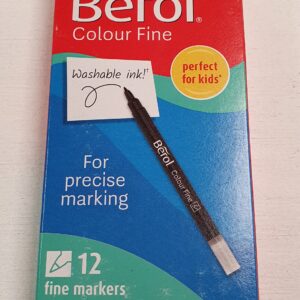 Berol®
Colour Fine
Washable ink!†
perfect
for kids*
Berol
Colour Fine
For
precise
marking
12
fine markers